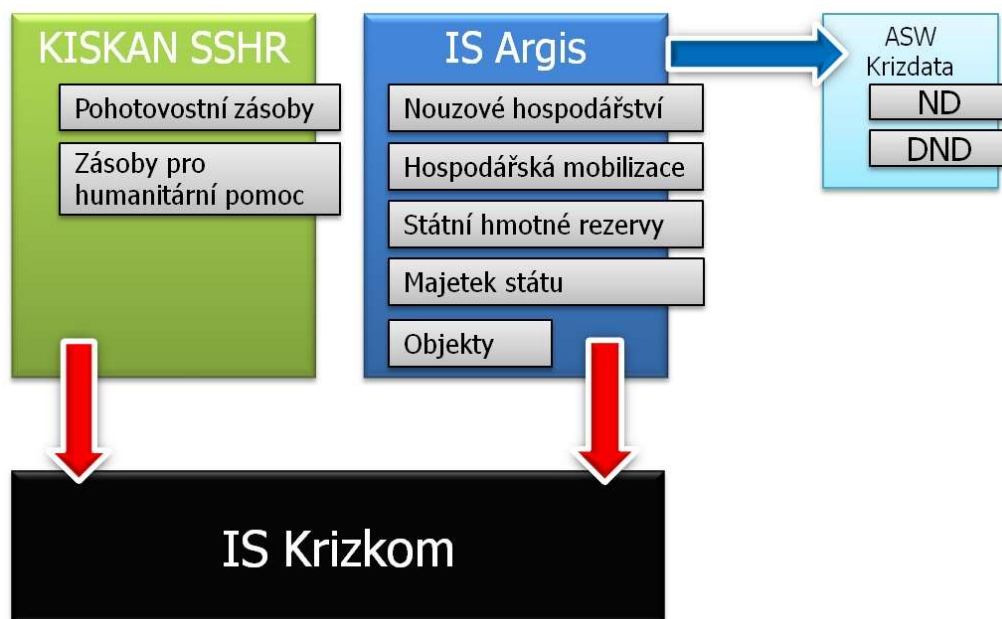 KISKAN SSHR
Pohotovostní zásoby
Zásoby pro
humanitární pomoc
IS Argis
Nouzové hospodářství
Hospodářská mobilizace
Státní hmotné rezervy
Majetek státu
Objekty
ASW
Krizdata
ND
DND
IS Krizkom